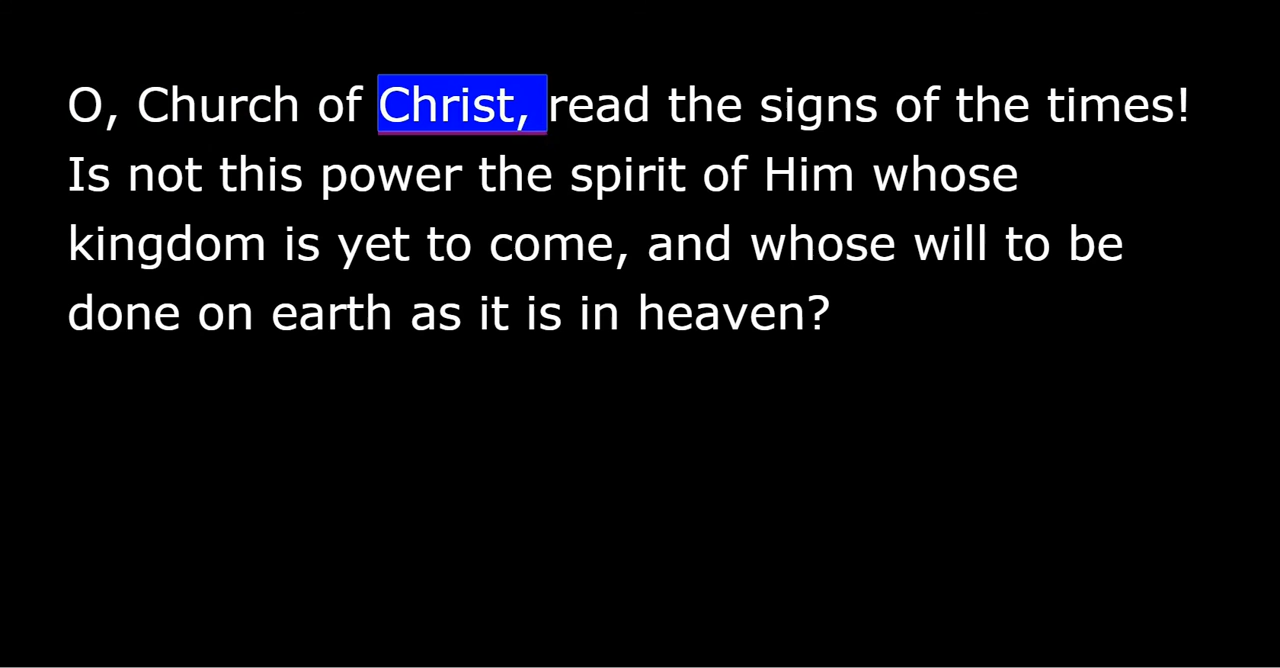 O, Church of Christ, read the signs of the times!
Is not this power the spirit of Him whose
kingdom is yet to come, and whose will to be
done on earth as it is in heaven?